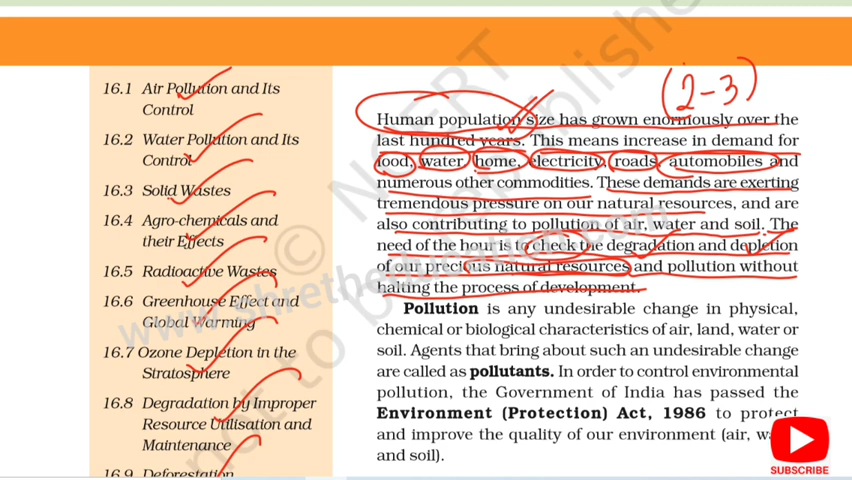 16.1 Air Pollution and Its
Control
16.2 Water Pollution and Its
Control
16.3 Solid Wastes
16.4 Agro-chemicals and
their Effects
16.5 Radioactive Wastes
16.6 Greenhouse Effect and
Global Warming
16.7 Ozone Depletion in the
Stratosphere
16.8 Degradation by Improper
Resource Utilisation and
Maintenance
16.9 Deforestation
(2-3)
Human population size has grown enormously over the
last hundred years. This means increase in demand for
food, water, home, electricity, roads, automobiles and
numerous other commodities. These demands are exerting
tremendous pressure on our natural resources, and are
also contributing to pollution of air, water and soil. The
need of the hour is to check the degradation and depletion
of our precious natural resources and pollution without
halting the process of development.
Pollution is any undesirable change in physical,
chemical or biological characteristics of air, land, water or
soil. Agents that bring about such an undesirable change
are called as pollutants. In order to control environmental
pollution, the Government of India has passed the
Environment (Protection) Act, 1986 to protect
and improve the quality of our environment (air,
and soil).
SUBSCRIBE
© NCERT
not to be